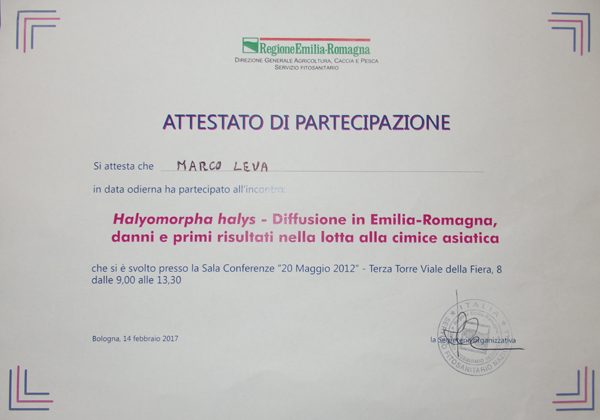 RegioneEmilia-Romagna
DIREZIONE GENERALE AGRICOLTURA, CACCIA E PESCA
SERVIZIO FITOSANITARIO
ATTESTATO DI PARTECIPAZIONE
Si attesta che MARCO LEVA
in data odierna ha partecipato all'incontro:
Halyomorpha halys - Diffusione in Emilia-Romagna,
danni e primi risultati nella lotta alla cimice asiatica
che si è svolto presso la Sala Conferenze "20 Maggio 2012" - Terza Torre Viale della Fiera, 8
dalle 9,00 alle 13,30
ITALIA
Bologna, 14 febbraio 2017
la segreteria organizzativa